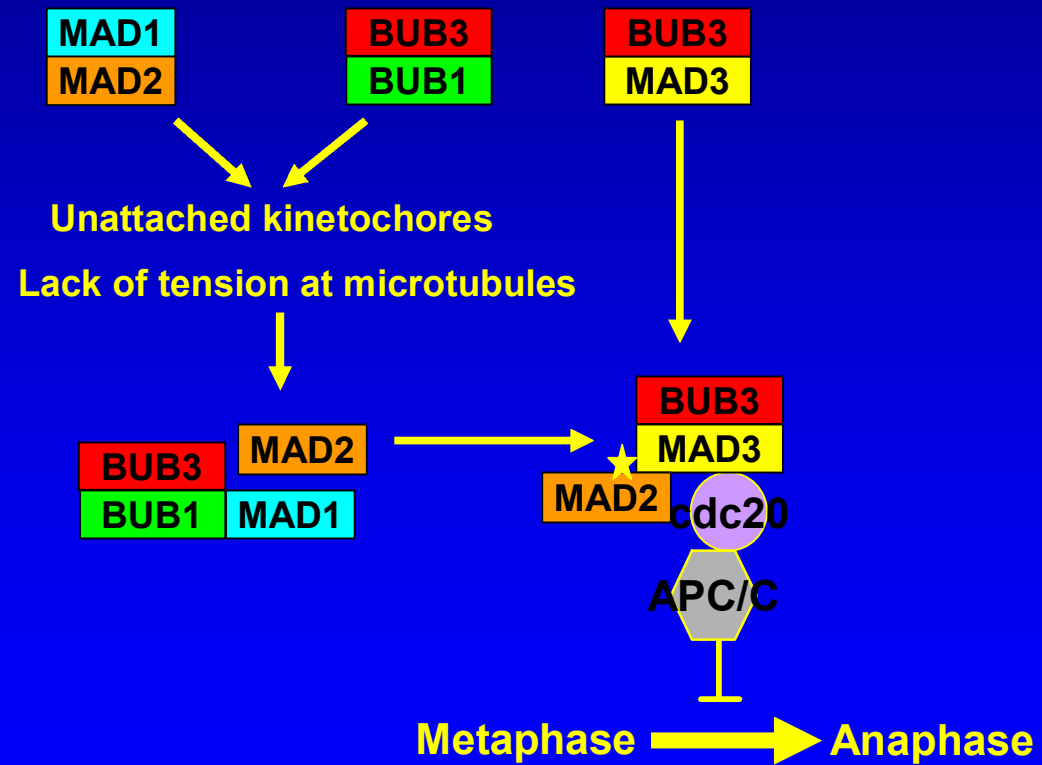 MAD1
MAD2
BUB3
BUB1
BUB3
MAD3
Unattached kinetochores
Lack of tension at microtubules
BUB3
BUB1
MAD2
MAD1
BUB3
MAD3
MAD2
cdc20
APC/C
Metaphase
Anaphase